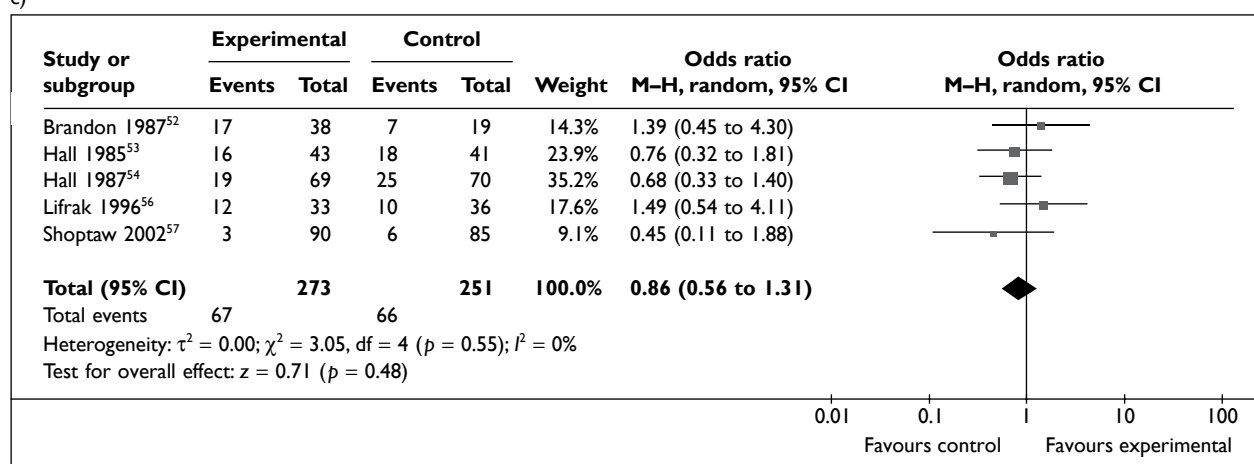 c)
Experimental Control
Study or subgroup Events Total Events Total Weight Odds ratio M–H, random, 95% CI Odds ratio M–H, random, 95% CI
Brandon 1987⁵² 17 38 7 19 14.3% 1.39 (0.45 to 4.30)
Hall 1985⁵³ 16 43 18 41 23.9% 0.76 (0.32 to 1.81)
Hall 1987⁵⁴ 19 69 25 70 35.2% 0.68 (0.33 to 1.40)
Lifrak 1996⁵⁶ 12 33 10 36 17.6% 1.49 (0.54 to 4.11)
Shoptaw 2002⁵⁷ 3 90 6 85 9.1% 0.45 (0.11 to 1.88)
Total (95% CI) 273 251 100.0% 0.86 (0.56 to 1.31)
Total events 67 66
Heterogeneity: τ² = 0.00; χ² = 3.05, df = 4 (p = 0.55); I² = 0%
Test for overall effect: z = 0.71 (p = 0.48)
0.01 0.1 1 10 100
Favours control Favours experimental